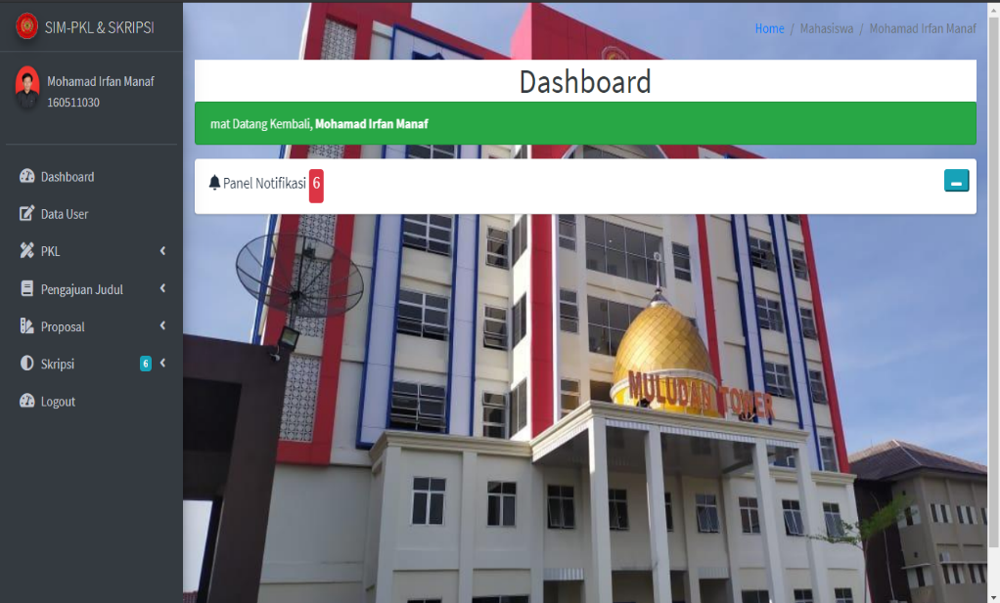 SIM-PKL & SKRIPSI
Mohamad Irfan Manaf
160511030
Dashboard
Data User
PKL
Pengajuan Judul
Proposal
Skripsi 6
Logout
Home / Mahasiswa / Mohamad Irfan Manaf
Dashboard
mat Datang Kembali, Mohamad Irfan Manaf
Panel Notifikasi 6
MULUDAN TOWER